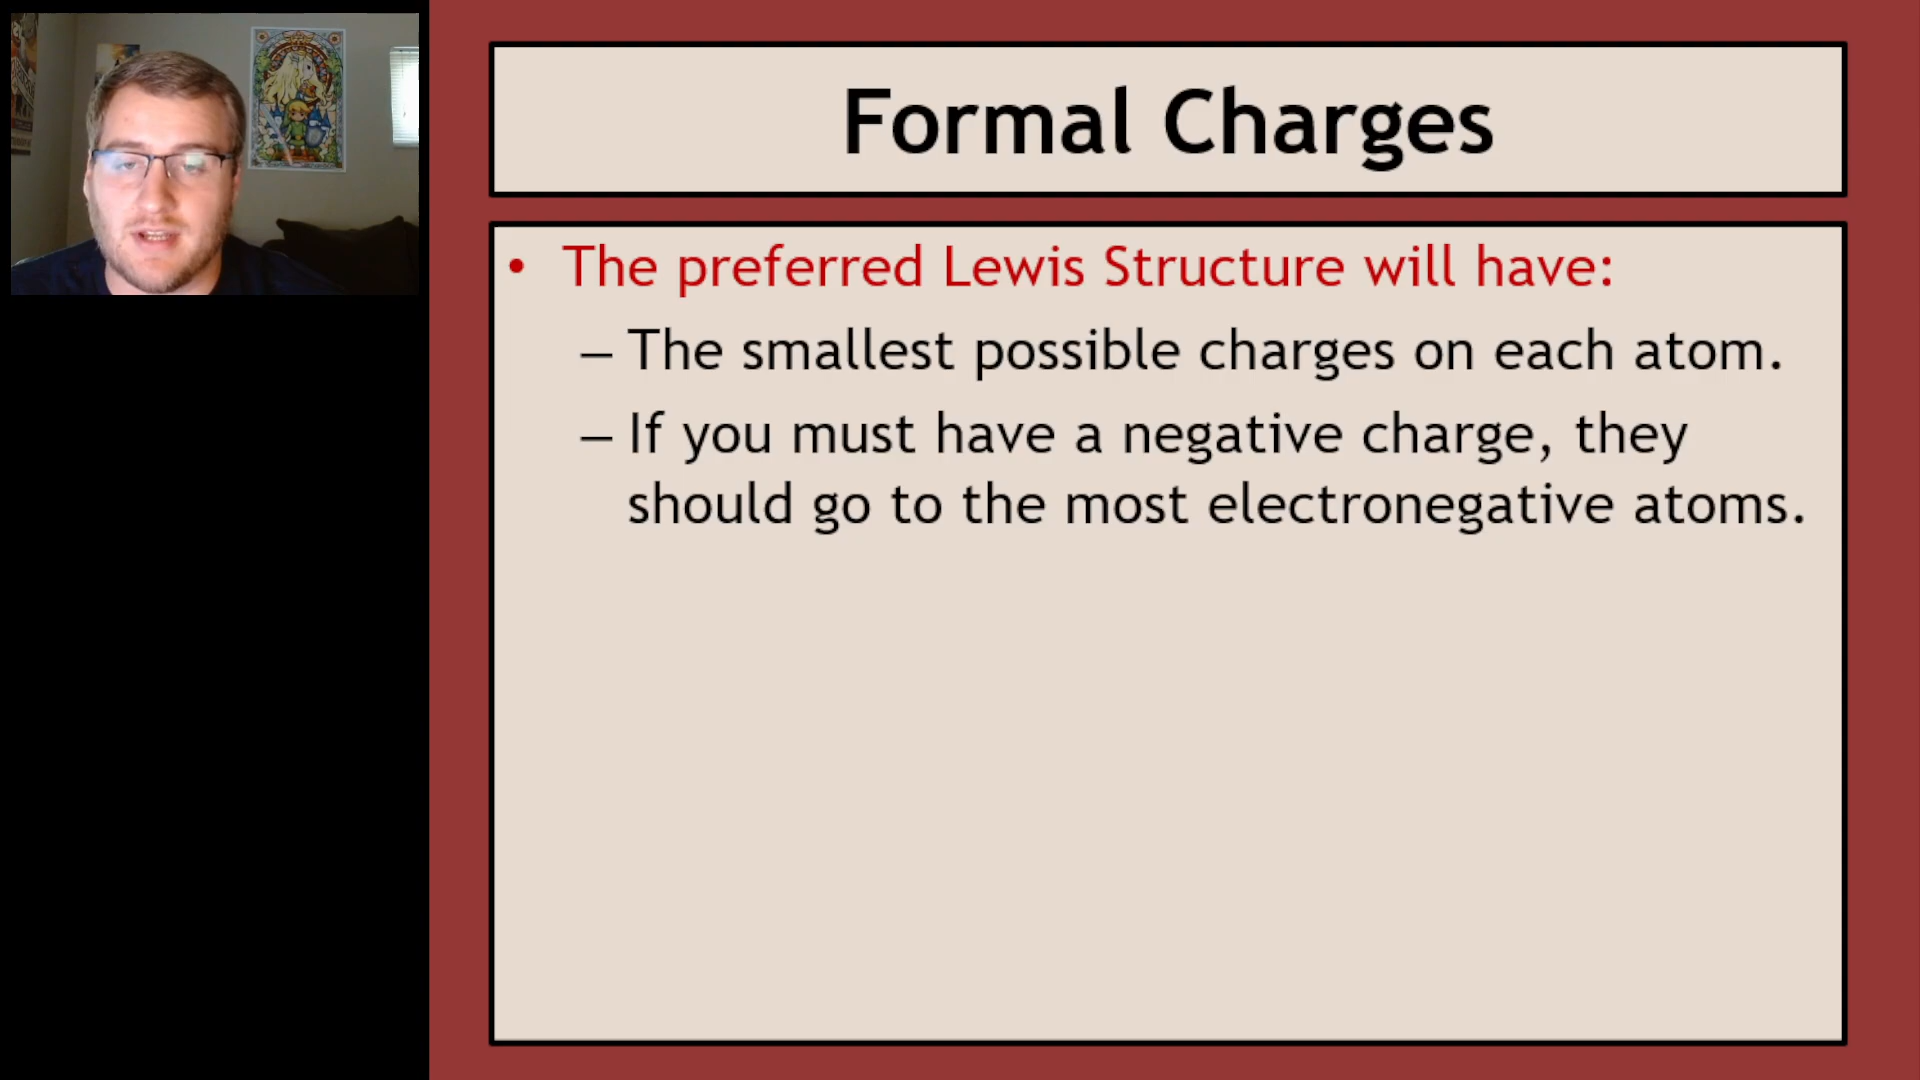 Formal Charges
• The preferred Lewis Structure will have:
– The smallest possible charges on each atom.
– If you must have a negative charge, they
should go to the most electronegative atoms.